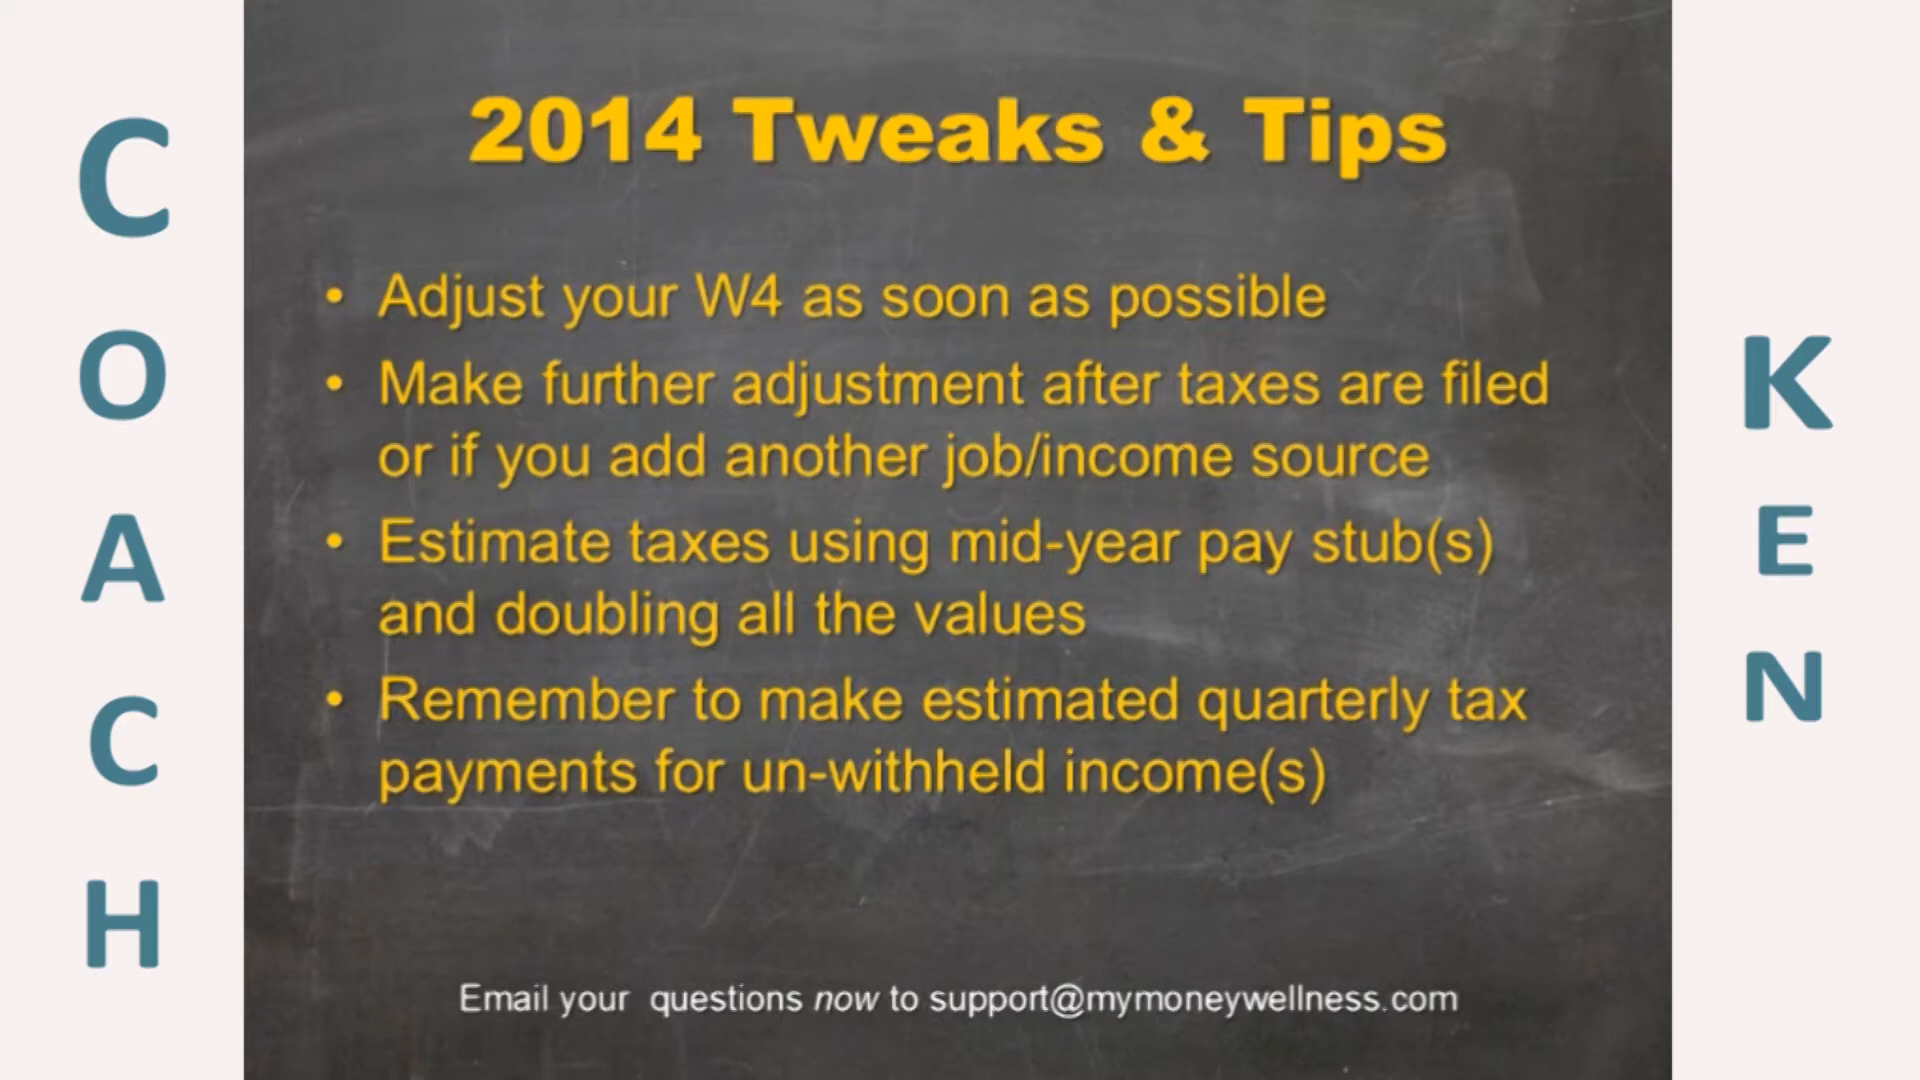 COACH
2014 Tweaks & Tips
• Adjust your W4 as soon as possible
• Make further adjustment after taxes are filed
or if you add another job/income source
• Estimate taxes using mid-year pay stub(s)
and doubling all the values
• Remember to make estimated quarterly tax
payments for un-withheld income(s)
Email your questions now to support@mymoneywellness.com
KEN